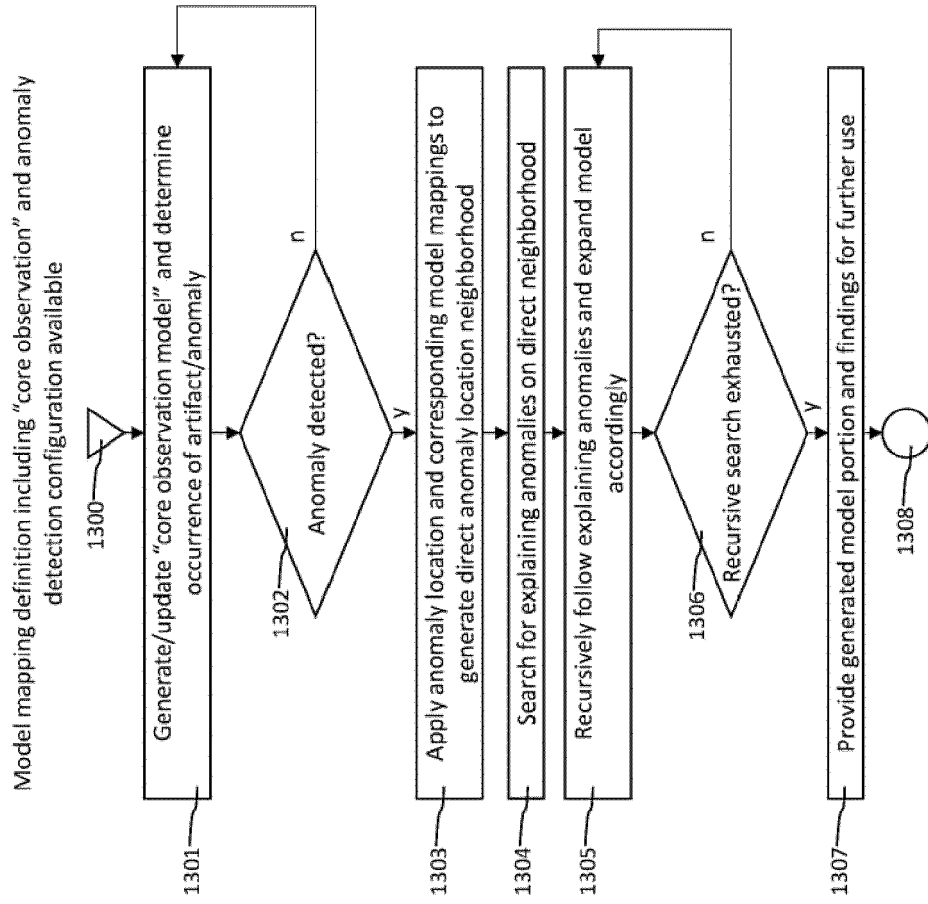 Model mapping definition including “core observation” and anomaly
detection configuration available
1300
Generate/update “core observation model” and determine
occurrence of artifact/anomaly
1301
Anomaly detected?
1302
n
y
Apply anomaly location and corresponding model mappings to
generate direct anomaly location neighborhood
1303
Search for explaining anomalies on direct neighborhood
1304
Recursively follow explaining anomalies and expand model
accordingly
1305
Recursive search exhausted?
1306
n
y
Provide generated model portion and findings for further use
1307
1308